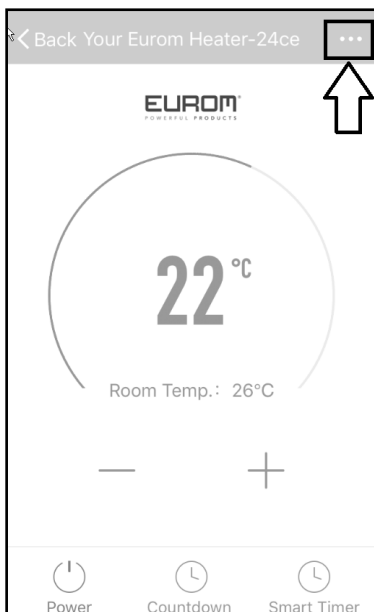 Back Your Eurom Heater-24ce ...
EUROM
POWERFUL PRODUCTS
22 °C
Room Temp.: 26°C
Power Countdown Smart Timer